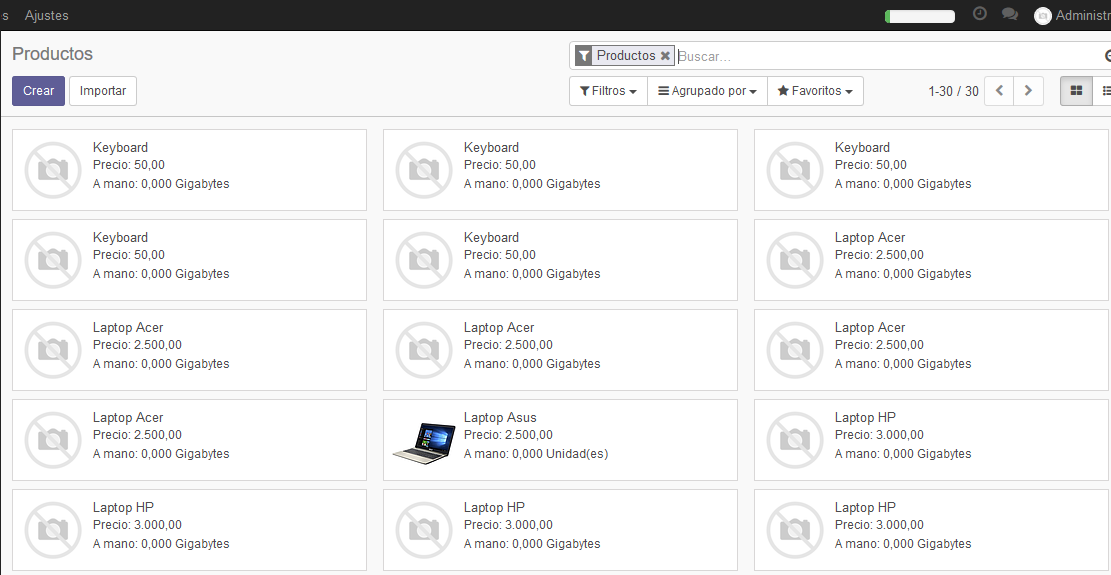 s Ajustes Administr
Productos
Productos Buscar...
Crear Importar Filtros Agrupado por Favoritos 1-30 / 30
Keyboard
Precio: 50,00
A mano: 0,000 Gigabytes
Keyboard
Precio: 50,00
A mano: 0,000 Gigabytes
Keyboard
Precio: 50,00
A mano: 0,000 Gigabytes
Keyboard
Precio: 50,00
A mano: 0,000 Gigabytes
Keyboard
Precio: 50,00
A mano: 0,000 Gigabytes
Laptop Acer
Precio: 2.500,00
A mano: 0,000 Gigabytes
Laptop Acer
Precio: 2.500,00
A mano: 0,000 Gigabytes
Laptop Acer
Precio: 2.500,00
A mano: 0,000 Gigabytes
Laptop Acer
Precio: 2.500,00
A mano: 0,000 Gigabytes
Laptop Acer
Precio: 2.500,00
A mano: 0,000 Gigabytes
Laptop Asus
Precio: 2.500,00
A mano: 0,000 Unidad(es)
Laptop HP
Precio: 3.000,00
A mano: 0,000 Gigabytes
Laptop HP
Precio: 3.000,00
A mano: 0,000 Gigabytes
Laptop HP
Precio: 3.000,00
A mano: 0,000 Gigabytes
Laptop HP
Precio: 3.000,00
A mano: 0,000 Gigabytes